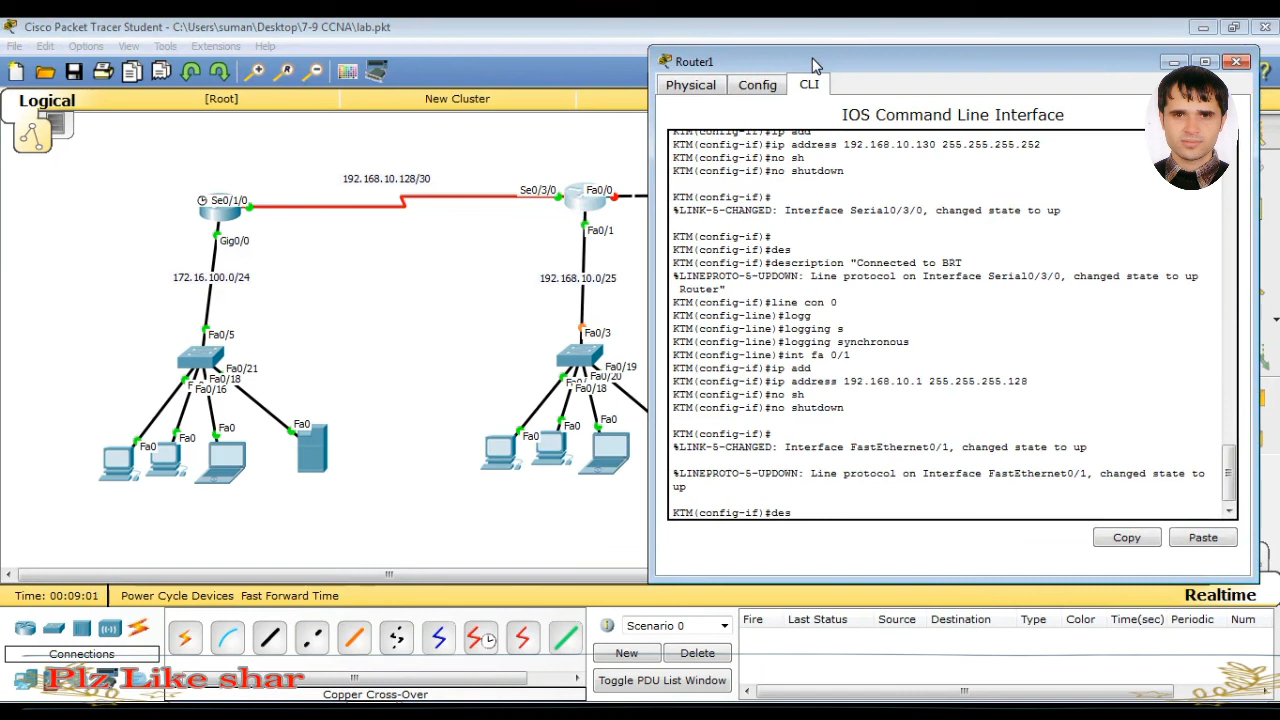 Cisco Packet Tracer Student - C:\Users\suman\Desktop\7-9 CCNA\lab.pkt
File Edit Options View Tools Extensions Help
Logical
[Root]
New Cluster
192.168.10.128/30
Se0/1/0
Se0/3/0
Fa0/0
Gig0/0
Fa0/1
172.16.100.0/24
192.168.10.0/25
Fa0/5
Fa0/3
Fa0/21
Fa0/18
Fa0/16
Fa0/19
Fa0/20
Fa0/18
Fa0
Fa0
Fa0
Fa0
Fa0
Fa0
Fa0
Router1
Physical Config CLI
IOS Command Line Interface
KTM(config-if)#ip add
KTM(config-if)#ip address 192.168.10.130 255.255.255.252
KTM(config-if)#no sh
KTM(config-if)#no shutdown
KTM(config-if)#
%LINK-5-CHANGED: Interface Serial0/3/0, changed state to up
KTM(config-if)#
KTM(config-if)#des
KTM(config-if)#description "Connected to BRT
%LINEPROTO-5-UPDOWN: Line protocol on Interface Serial0/3/0, changed state to up
Router"
KTM(config-if)#line con 0
KTM(config-line)#logg
KTM(config-line)#logging s
KTM(config-line)#logging synchronous
KTM(config-line)#int fa 0/1
KTM(config-if)#ip add
KTM(config-if)#ip address 192.168.10.1 255.255.255.128
KTM(config-if)#no sh
KTM(config-if)#no shutdown
KTM(config-if)#
%LINK-5-CHANGED: Interface FastEthernet0/1, changed state to up
%LINEPROTO-5-UPDOWN: Line protocol on Interface FastEthernet0/1, changed state to
up
KTM(config-if)#des
Copy Paste
Time: 00:09:01 Power Cycle Devices Fast Forward Time
Realtime
Connections
Copper Cross-Over
Scenario 0
New Delete
Toggle PDU List Window
Fire Last Status Source Destination Type Color Time(sec) Periodic Num
Plz Like shar